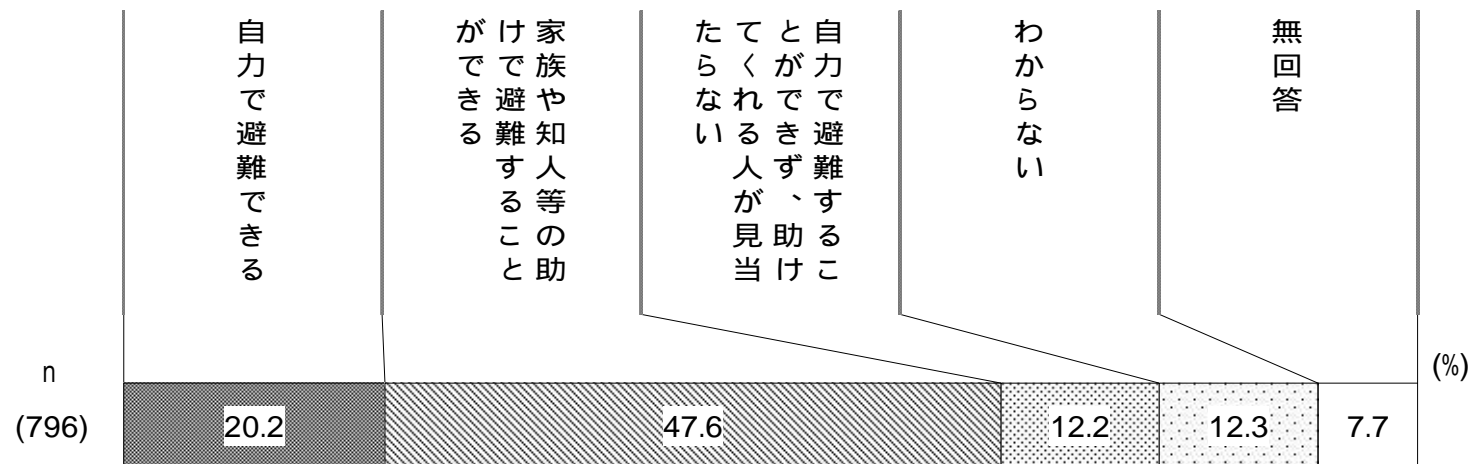 自力で避難できる
家族や知人等の助
けで避難すること
ができる
自力で避難するこ
とができず、助け
てくれる人が見当
たらない
わからない
無回答
n
(%)
(796)
20.2
47.6
12.2
12.3
7.7